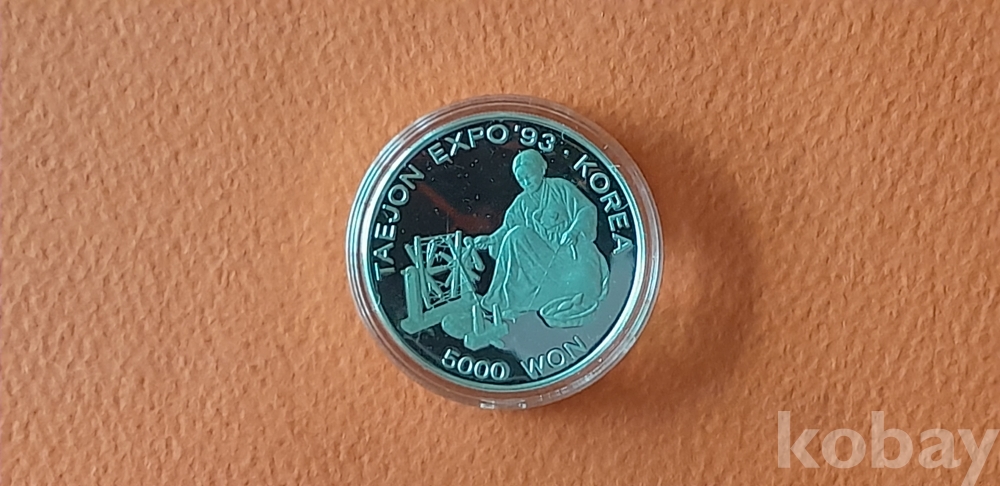 TAEJON EXPO '93 · KOREA
5000 WON
kobay